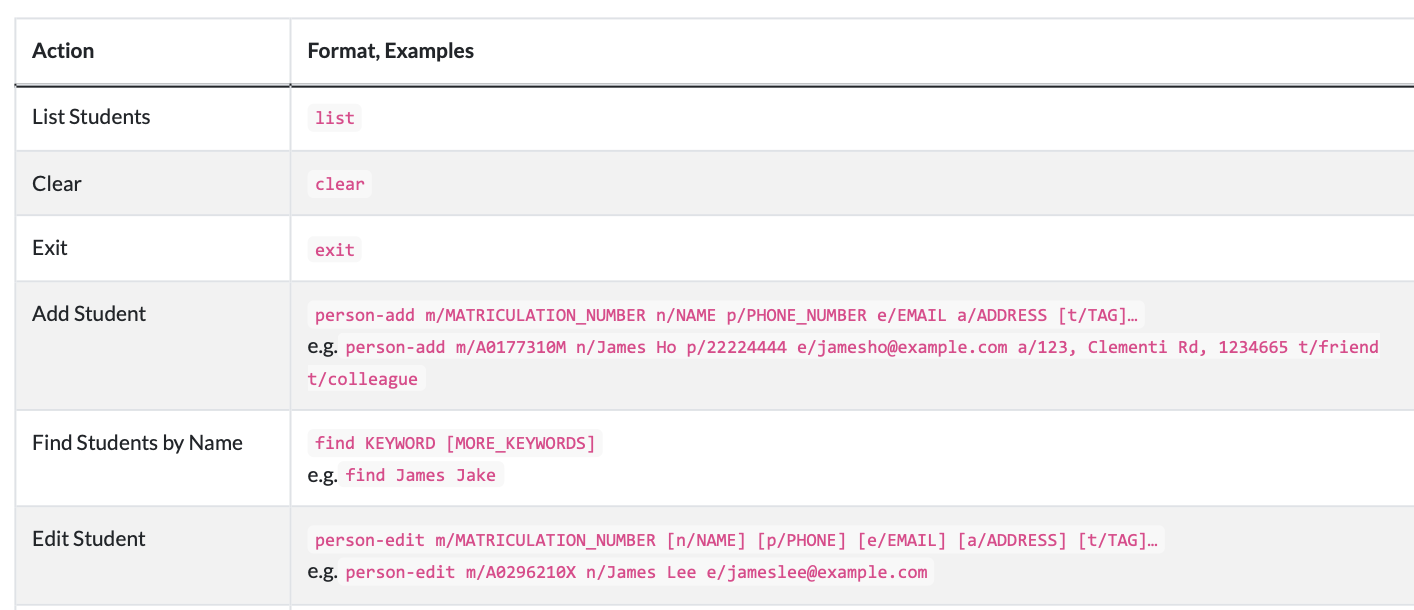 Action Format, Examples
List Students list
Clear clear
Exit exit
Add Student person-add m/MATRICULATION_NUMBER n/NAME p/PHONE_NUMBER e/EMAIL a/ADDRESS [t/TAG]…
e.g. person-add m/A0177310M n/James Ho p/22224444 e/jamesho@example.com a/123, Clementi Rd, 1234665 t/friend
t/colleague
Find Students by Name find KEYWORD [MORE_KEYWORDS]
e.g. find James Jake
Edit Student person-edit m/MATRICULATION_NUMBER [n/NAME] [p/PHONE] [e/EMAIL] [a/ADDRESS] [t/TAG]…
e.g. person-edit m/A0296210X n/James Lee e/jameslee@example.com